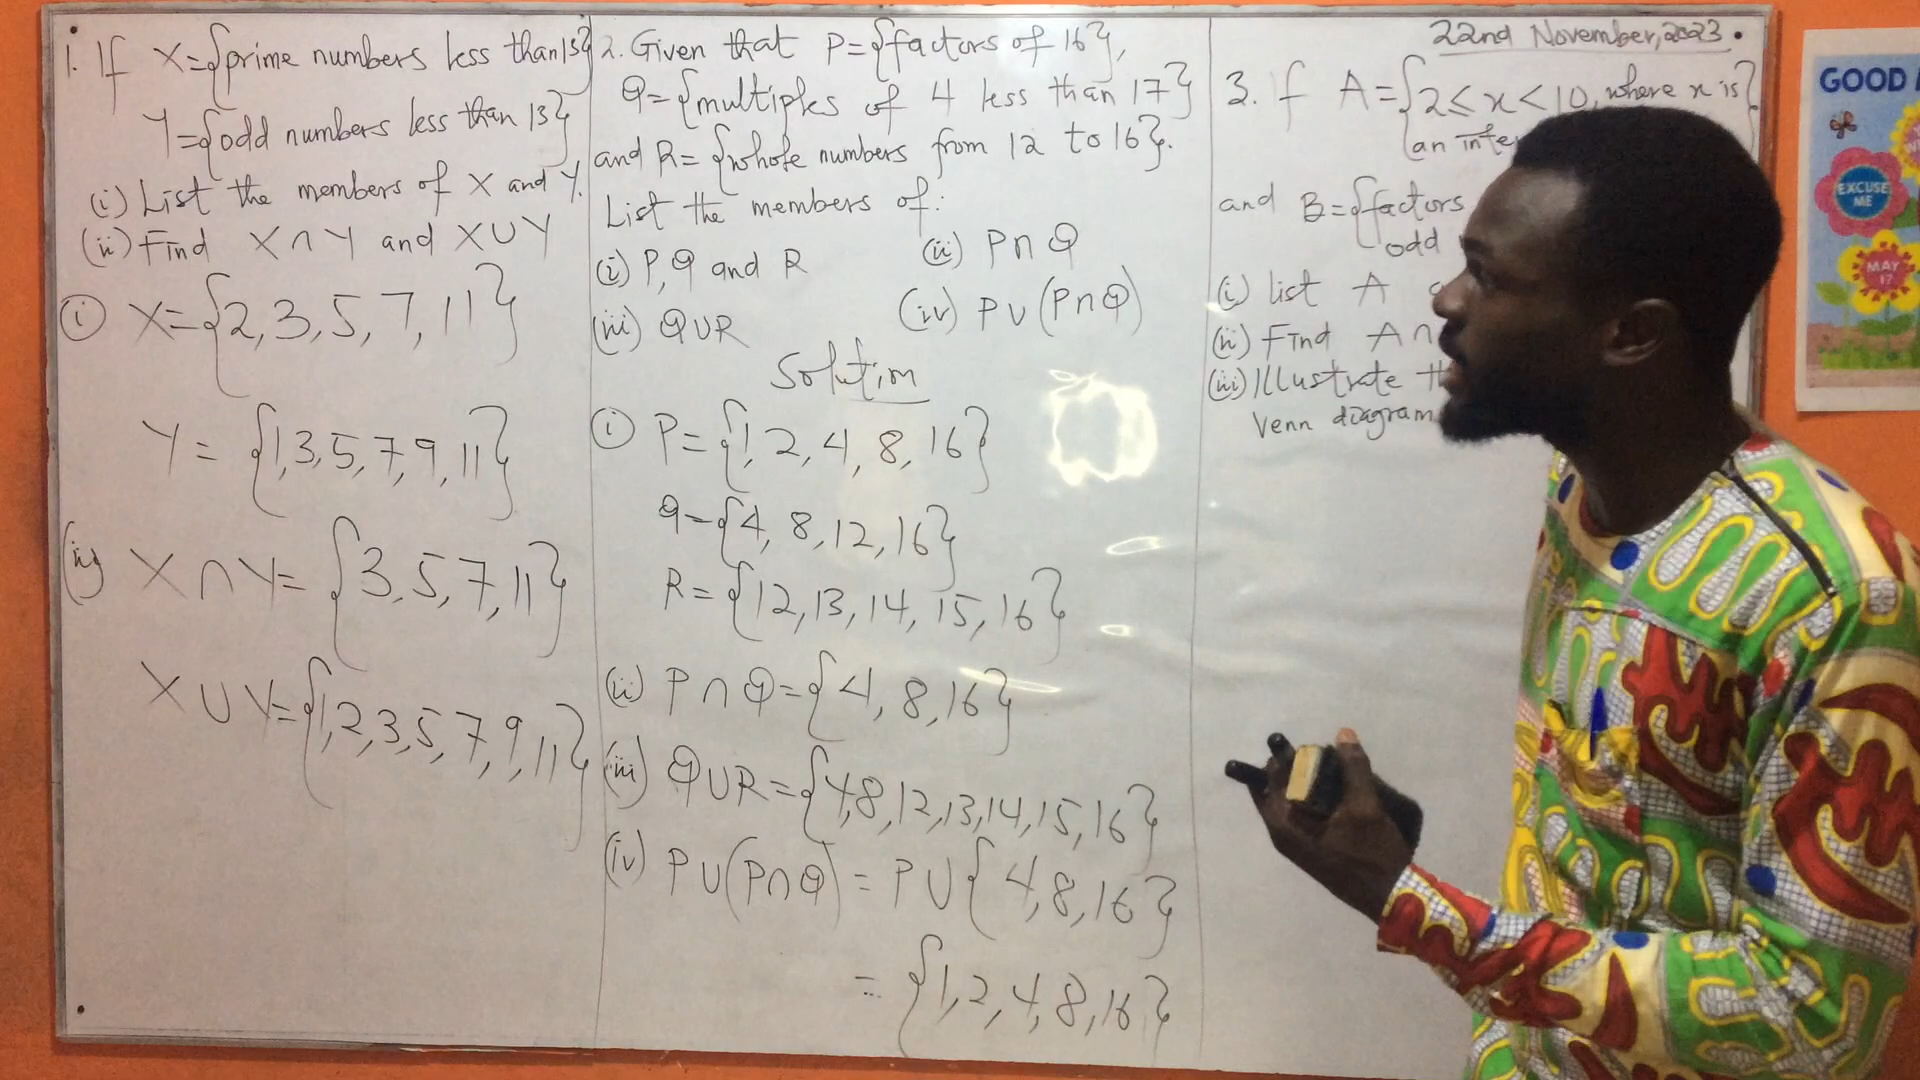 1. If X={prime numbers less than 13}
Y={odd numbers less than 13}
(i) List the members of X and Y.
(ii) Find X∩Y and X∪Y
(i) X={2,3,5,7,11}
Y={1,3,5,7,9,11}
(ii) X∩Y={3,5,7,11}
X∪Y={1,2,3,5,7,9,11}
2. Given that P={factors of 16},
Q={multiples of 4 less than 17}
and R={whole numbers from 12 to 16}.
List the members of:
(i) P,Q and R (ii) P∩Q
(iii) Q∪R (iv) P∪(P∩Q)
Solution
(i) P={1,2,4,8,16}
Q={4,8,12,16}
R={12,13,14,15,16}
(ii) P∩Q={4,8,16}
(iii) Q∪R={4,8,12,13,14,15,16}
(iv) P∪(P∩Q)=P∪{4,8,16}
={1,2,4,8,16}
22nd November,2023.
3. If A={2≤x<10, where x is}
an
and B={factors
odd
(i) list A
(ii) Find A∩
(iii) Illustrate
Venn diagram
GOOD
EXCUSE
ME
MAY
I?